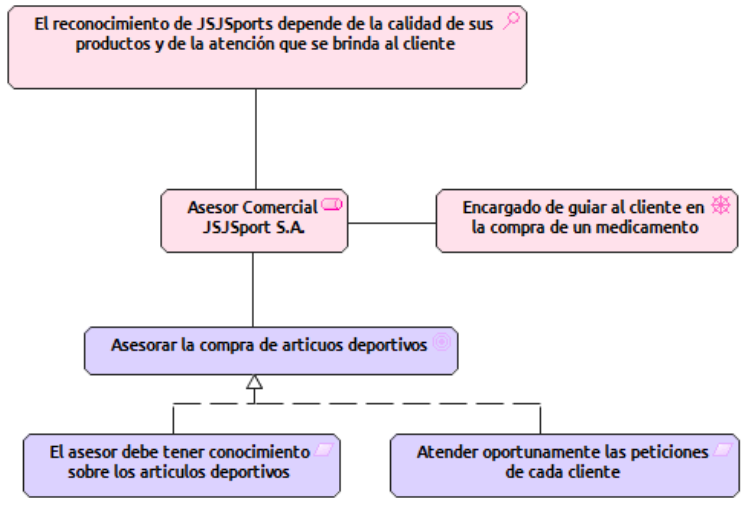 El reconocimiento de JSJSports depende de la calidad de sus
productos y de la atención que se brinda al cliente
Asesor Comercial
JSJSport S.A.
Encargado de guiar al cliente en
la compra de un medicamento
Asesorar la compra de articuos deportivos
El asesor debe tener conocimiento
sobre los articulos deportivos
Atender oportunamente las peticiones
de cada cliente